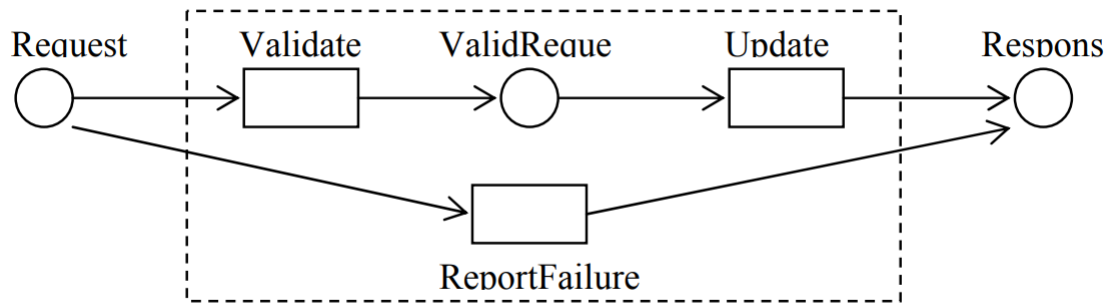 Request
Validate
ValidReque
Update
Respons
ReportFailure